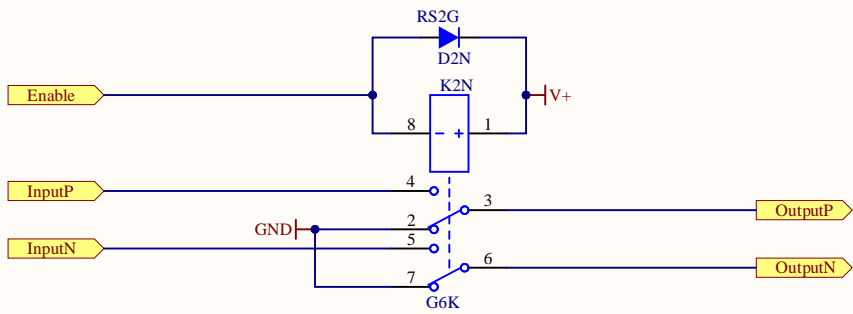 RS2G
D2N
Enable
K2N
V+
8
- +
1
4
InputP
3
OutputP
2
GND
5
InputN
6
OutputN
7
G6K